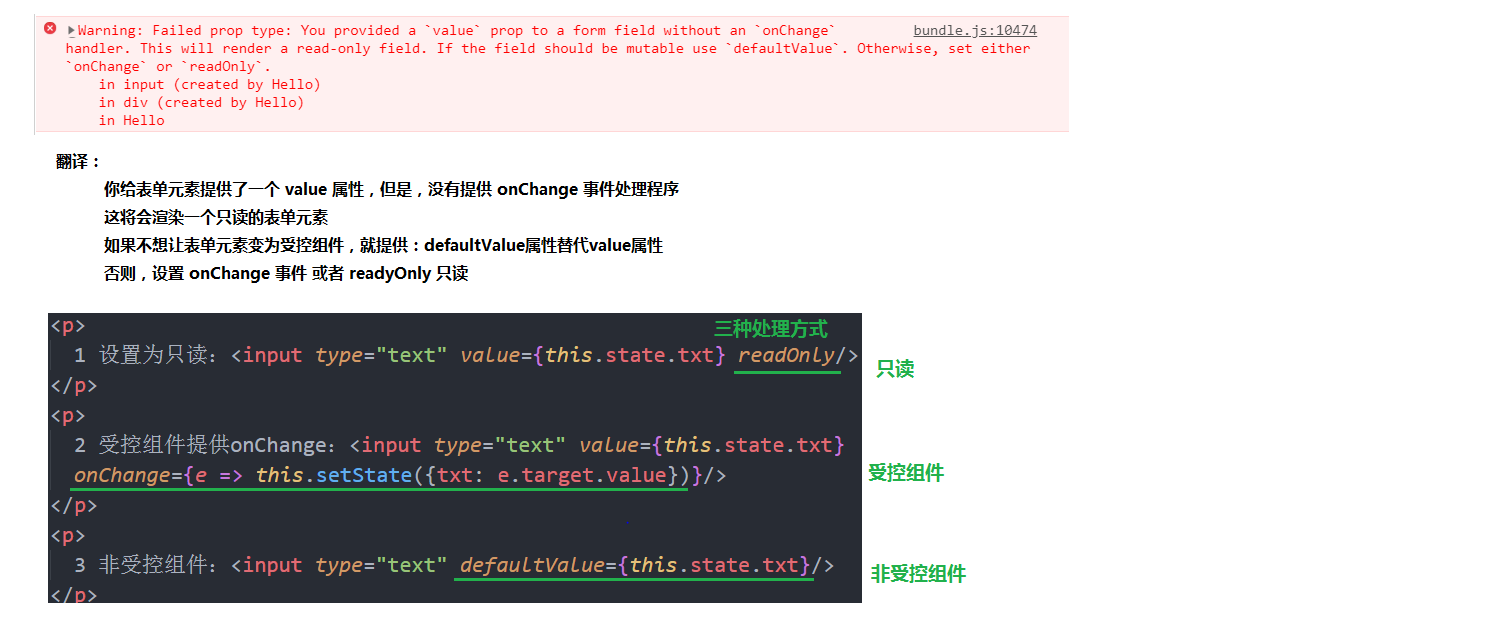 Warning: Failed prop type: You provided a `value` prop to a form field without an `onChange` bundle.js:10474
handler. This will render a read-only field. If the field should be mutable use `defaultValue`. Otherwise, set either
`onChange` or `readOnly`.
in input (created by Hello)
in div (created by Hello)
in Hello
翻译：
你给表单元素提供了一个 value 属性，但是，没有提供 onChange 事件处理程序
这将会渲染一个只读的表单元素
如果不想让表单元素变为受控组件，就提供：defaultValue属性替代value属性
否则，设置 onChange 事件 或者 readyOnly 只读
<p> 三种处理方式
1 设置为只读：<input type="text" value={this.state.txt} readOnly/> 只读
</p>
<p>
2 受控组件提供onChange：<input type="text" value={this.state.txt}
onChange={e => this.setState({txt: e.target.value})}/> 受控组件
</p>
<p>
3 非受控组件：<input type="text" defaultValue={this.state.txt}/> 非受控组件
</p>